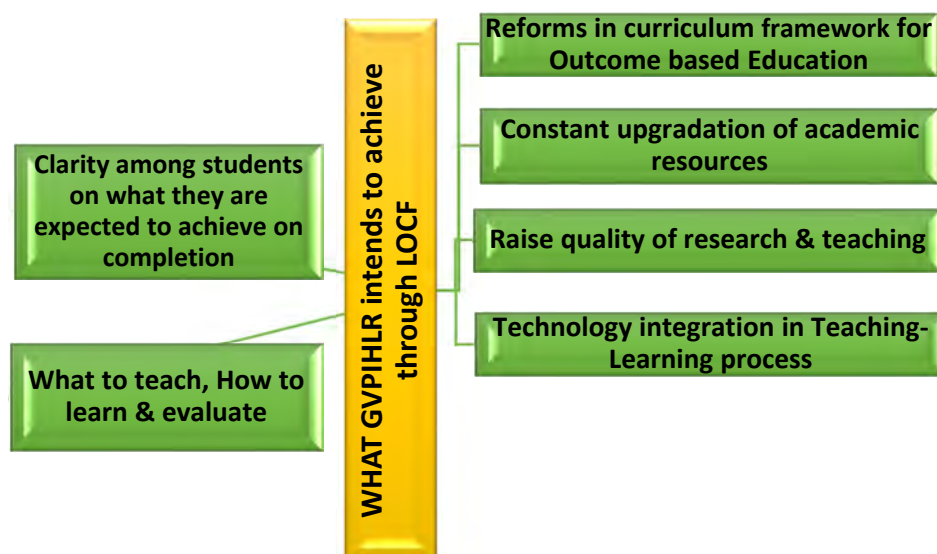 Clarity among students
on what they are
expected to achieve on
completion
What to teach, How to
learn & evaluate
WHAT GVPIHLR intends to achieve
through LOCF
Reforms in curriculum framework for
Outcome based Education
Constant upgradation of academic
resources
Raise quality of research & teaching
Technology integration in Teaching-
Learning process